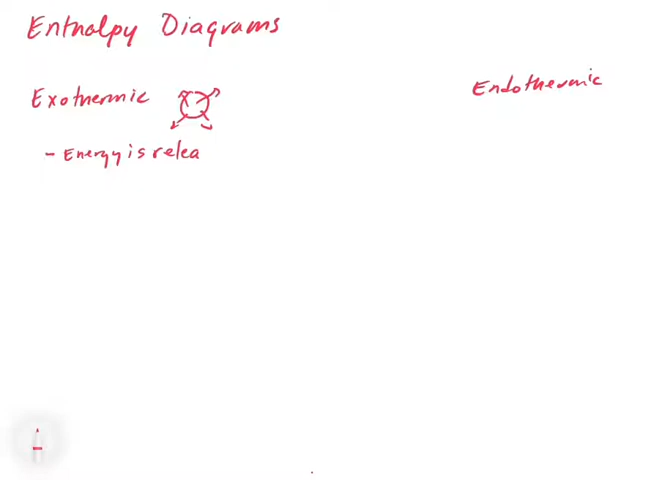 Enthalpy Diagrams
Exothermic
Endothermic
- Energy is relea